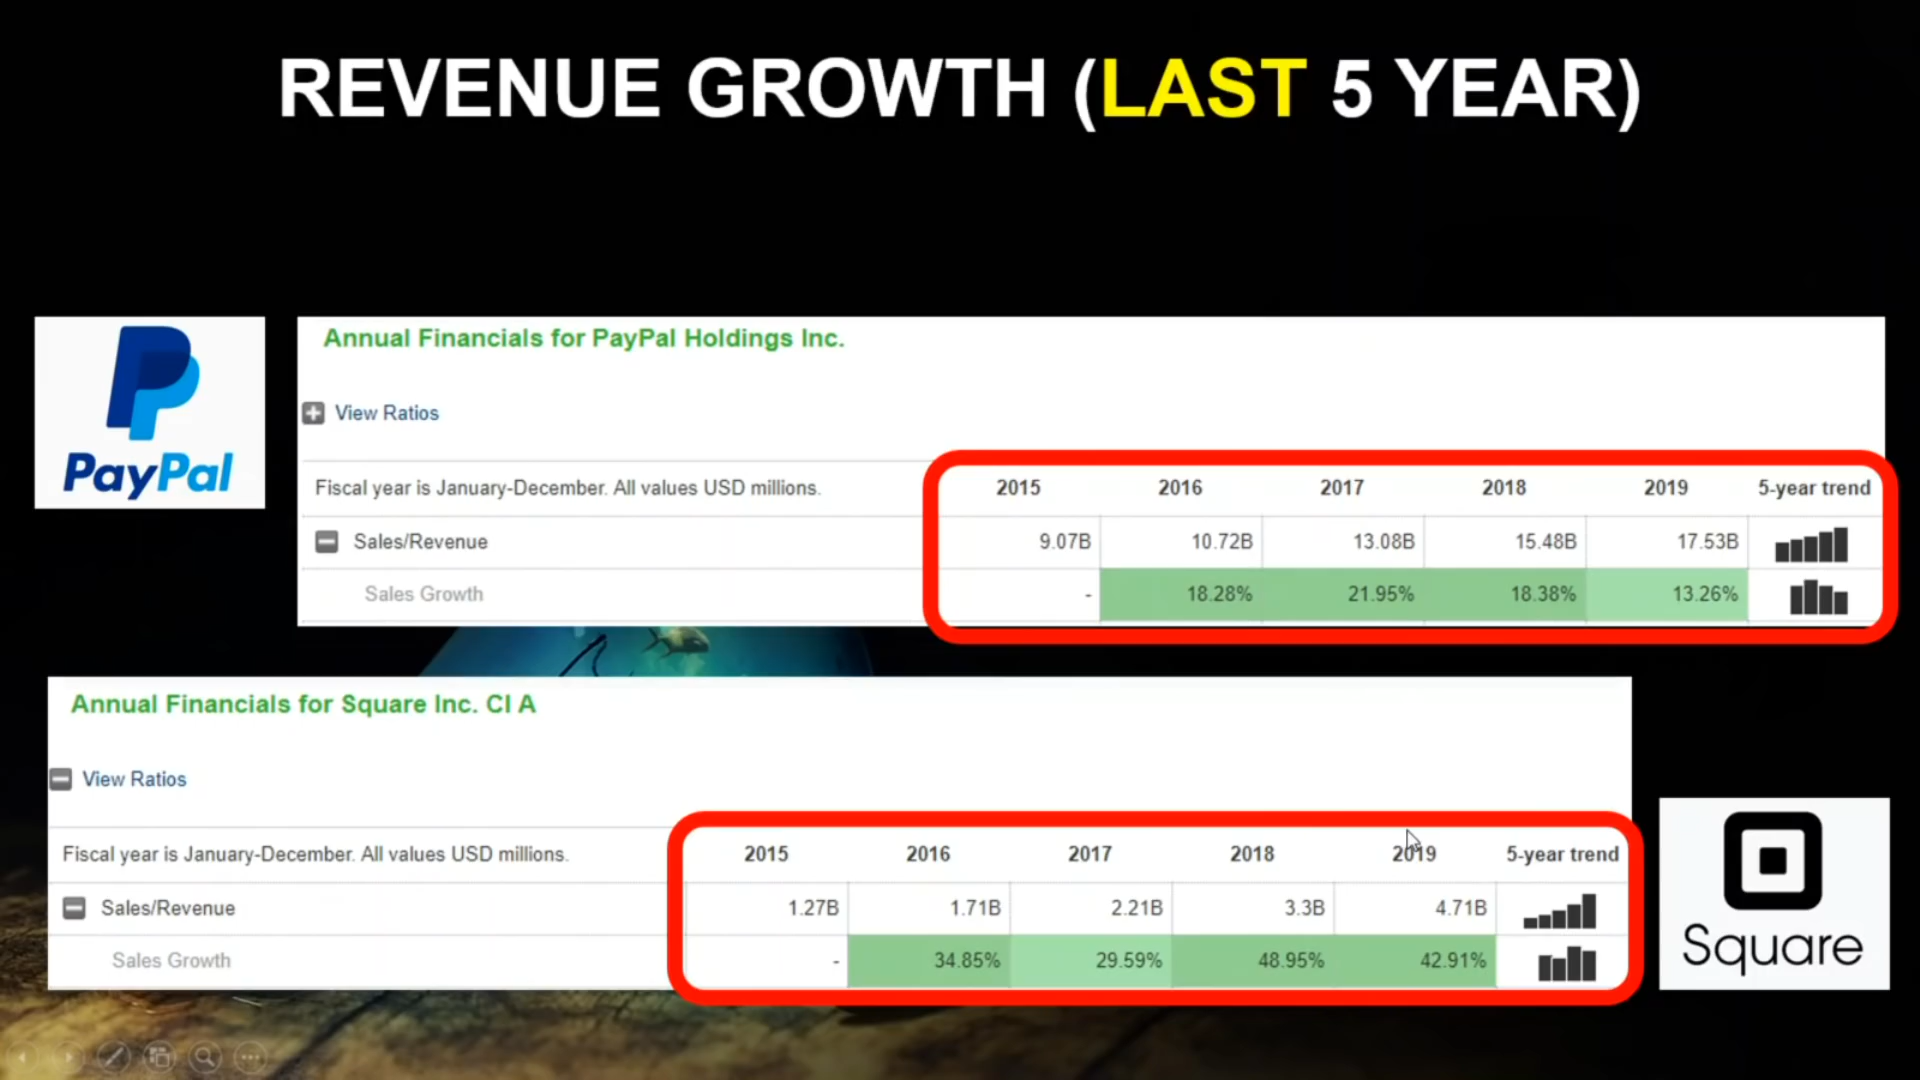 REVENUE GROWTH (LAST 5 YEAR)
PayPal
Annual Financials for PayPal Holdings Inc.
View Ratios
Fiscal year is January-December. All values USD millions. 2015 2016 2017 2018 2019 5-year trend
Sales/Revenue 9.07B 10.72B 13.08B 15.48B 17.53B
Sales Growth - 18.28% 21.95% 18.38% 13.26%
Annual Financials for Square Inc. Cl A
View Ratios
Fiscal year is January-December. All values USD millions. 2015 2016 2017 2018 2019 5-year trend
Sales/Revenue 1.27B 1.71B 2.21B 3.3B 4.71B
Sales Growth - 34.85% 29.59% 48.95% 42.91%
Square